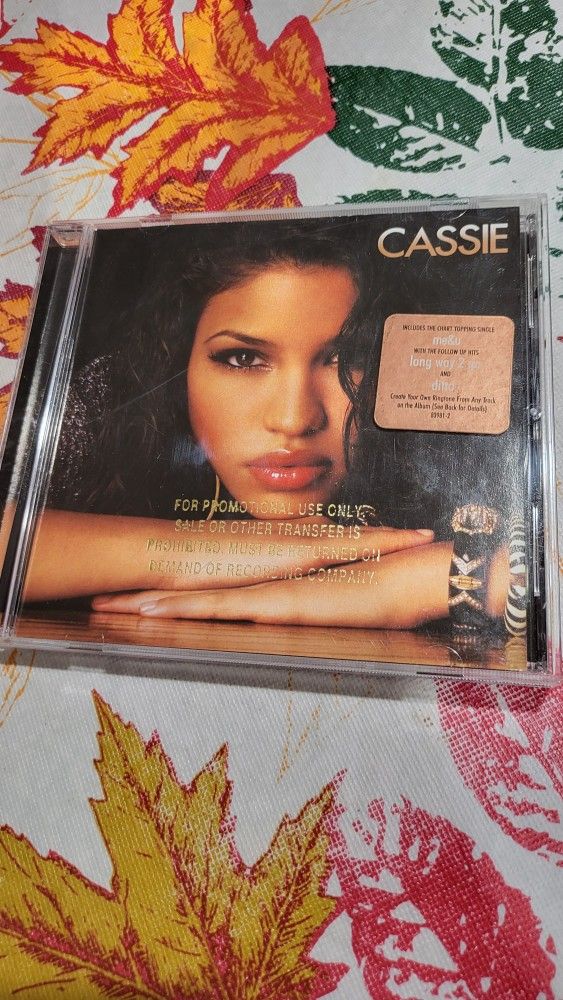 CASSIE
INCLUDES THE CHART TOPPING SINGLE
me&u
WITH THE FOLLOW UP HITS
long way 2 go
AND
ditto
Create Your Own Ringtone From Any Track
on the Album (See Back for Details)
83981-2
FOR PROMOTIONAL USE ONLY.
SALE OR OTHER TRANSFER IS
PROHIBITED. MUST BE RETURNED ON
DEMAND OF RECORDING COMPANY.